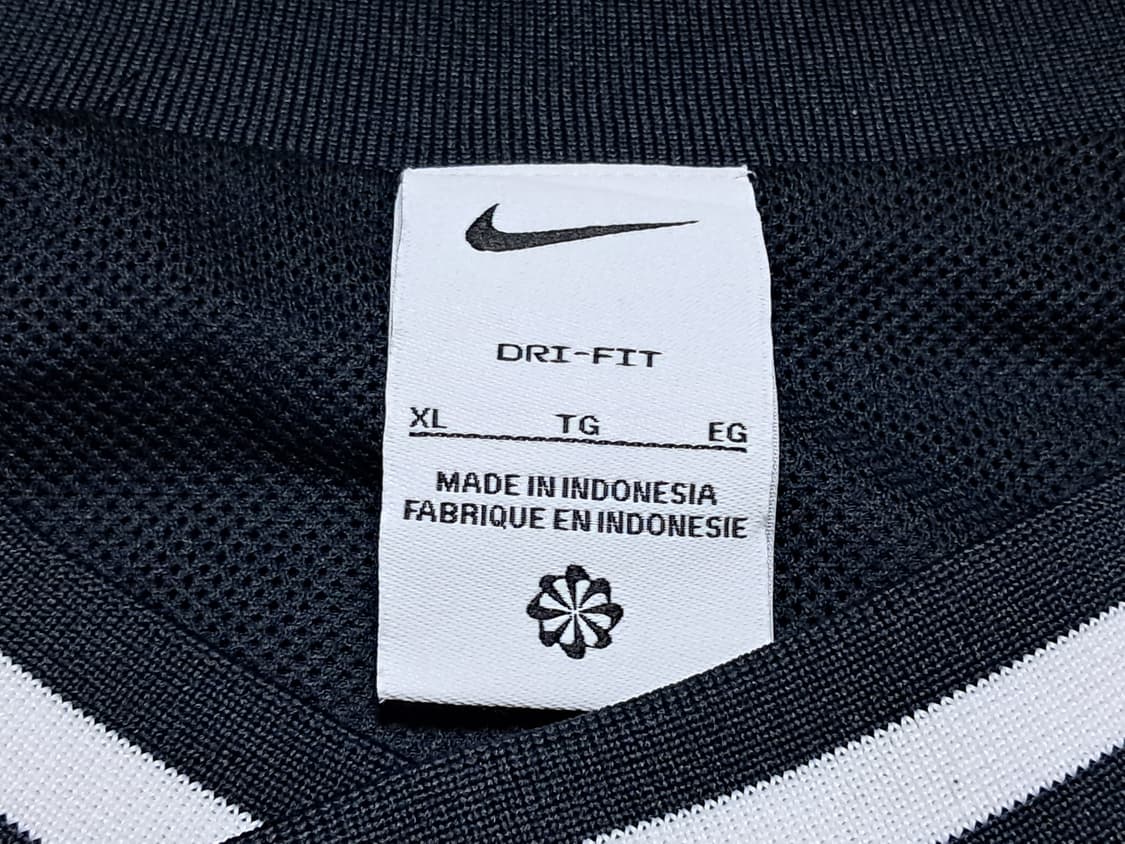 DRI-FIT
XL TG EG
MADE IN INDONESIA
FABRIQUE EN INDONESIE